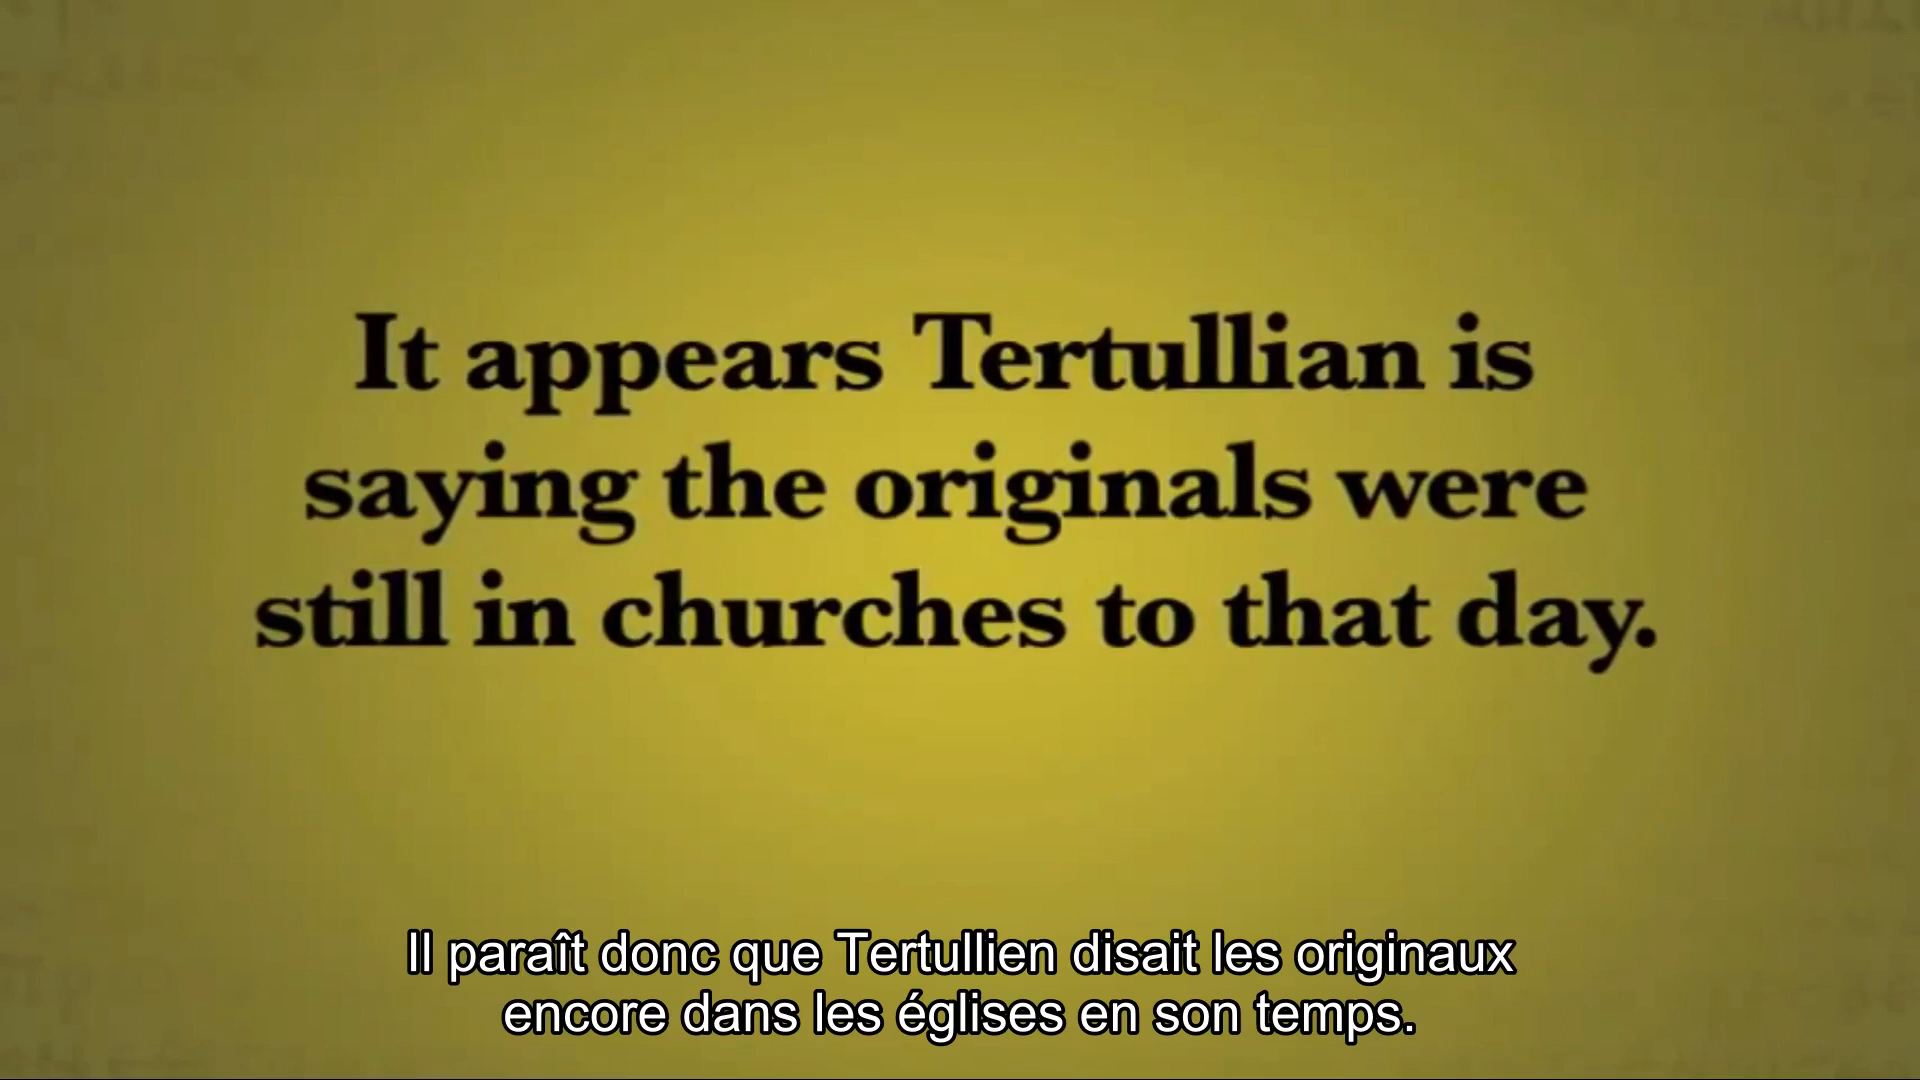 It appears Tertullian is
saying the originals were
still in churches to that day.
Il paraît donc que Tertullien disait les originaux
encore dans les églises en son temps.